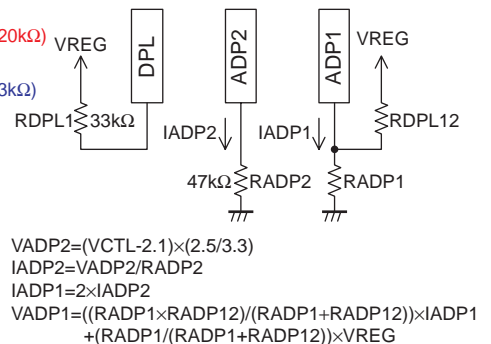 20kΩ)
VREG
DPL
ADP2
ADP1
VREG
3kΩ)
RDPL1
33kΩ
IADP2
IADP1
RDPL12
47kΩ
RADP2
RADP1
VADP2=(VCTL-2.1)×(2.5/3.3)
IADP2=VADP2/RADP2
IADP1=2×IADP2
VADP1=((RADP1×RADP12)/(RADP1+RADP12))×IADP1
+(RADP1/(RADP1+RADP12))×VREG